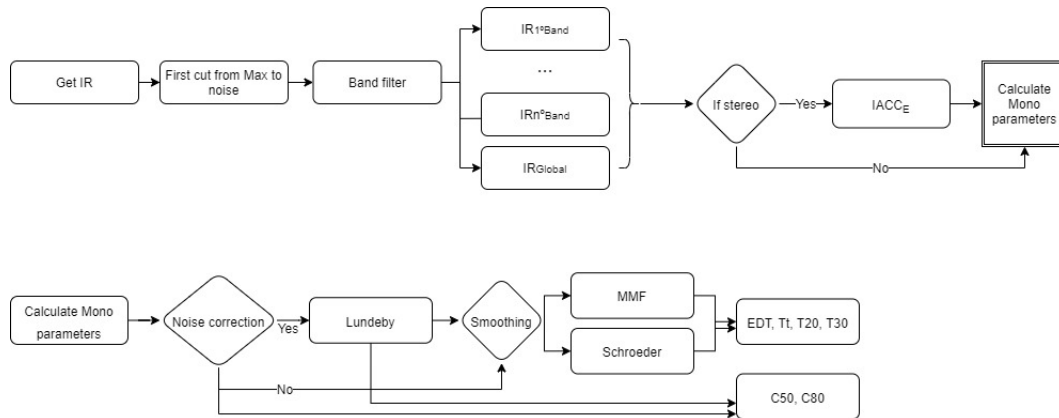 Get IR
First cut from Max to
noise
Band filter
IR1ºBand
...
IRnºBand
IRGlobal
If stereo
Yes
IACCE
Calculate
Mono
parameters
No
Calculate Mono
parameters
Noise correction
Yes
Lundeby
Smoothing
MMF
Schroeder
EDT, Tt, T20, T30
No
C50, C80